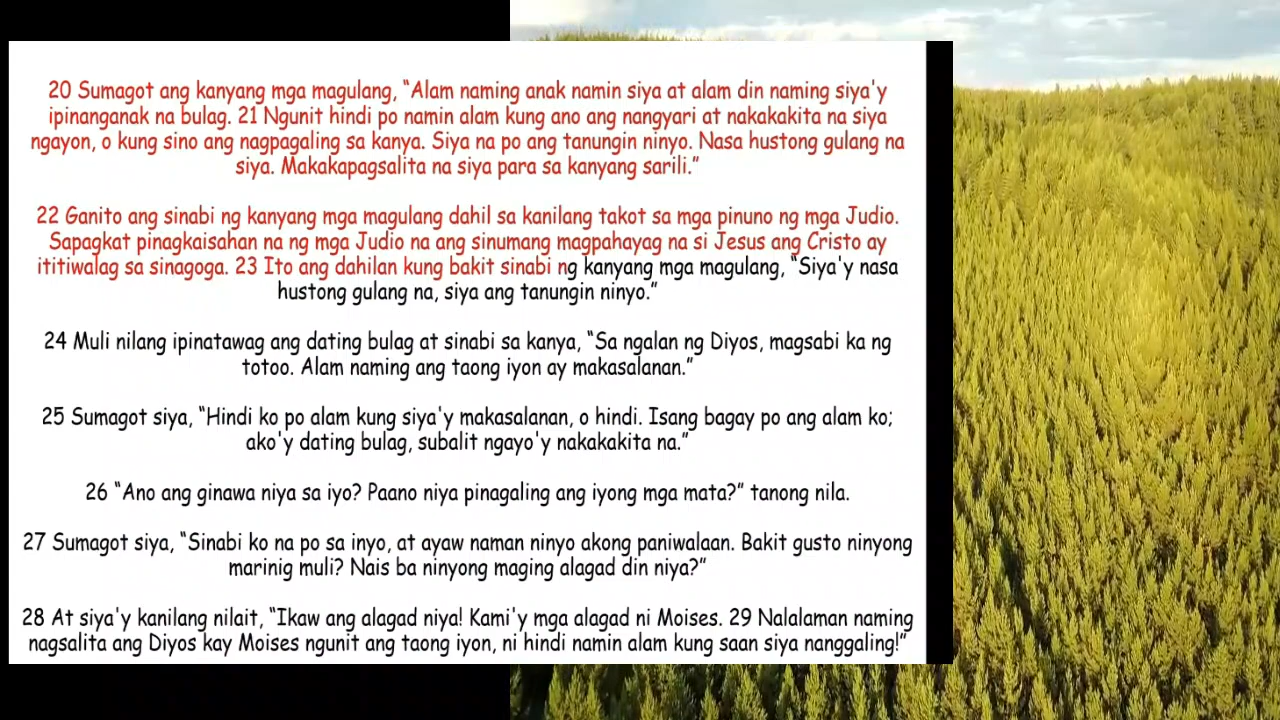 20 Sumagot ang kanyang mga magulang, “Alam naming anak namin siya at alam din naming siya'y
ipinanganak na bulag. 21 Ngunit hindi po namin alam kung ano ang nangyari at nakakakita na siya
ngayon, o kung sino ang nagpagaling sa kanya. Siya na po ang tanungin ninyo. Nasa hustong gulang na
siya. Makakapagsalita na siya para sa kanyang sarili.”
22 Ganito ang sinabi ng kanyang mga magulang dahil sa kanilang takot sa mga pinuno ng mga Judio.
Sapagkat pinagkaisahan na ng mga Judio na ang sinumang magpahayag na si Jesus ang Cristo ay
ititiwalag sa sinagoga. 23 Ito ang dahilan kung bakit sinabi ng kanyang mga magulang, “Siya'y nasa
hustong gulang na, siya ang tanungin ninyo.”
24 Muli nilang ipinatawag ang dating bulag at sinabi sa kanya, “Sa ngalan ng Diyos, magsabi ka ng
totoo. Alam naming ang taong iyon ay makasalanan.”
25 Sumagot siya, “Hindi ko po alam kung siya'y makasalanan, o hindi. Isang bagay po ang alam ko;
ako'y dating bulag, subalit ngayo'y nakakakita na.”
26 “Ano ang ginawa niya sa iyo? Paano niya pinagaling ang iyong mga mata?” tanong nila.
27 Sumagot siya, “Sinabi ko na po sa inyo, at ayaw naman ninyo akong paniwalaan. Bakit gusto ninyong
marinig muli? Nais ba ninyong maging alagad din niya?”
28 At siya'y kanilang nilait, “Ikaw ang alagad niya! Kami'y mga alagad ni Moises. 29 Nalalaman naming
nagsalita ang Diyos kay Moises ngunit ang taong iyon, ni hindi namin alam kung saan siya nanggaling!”